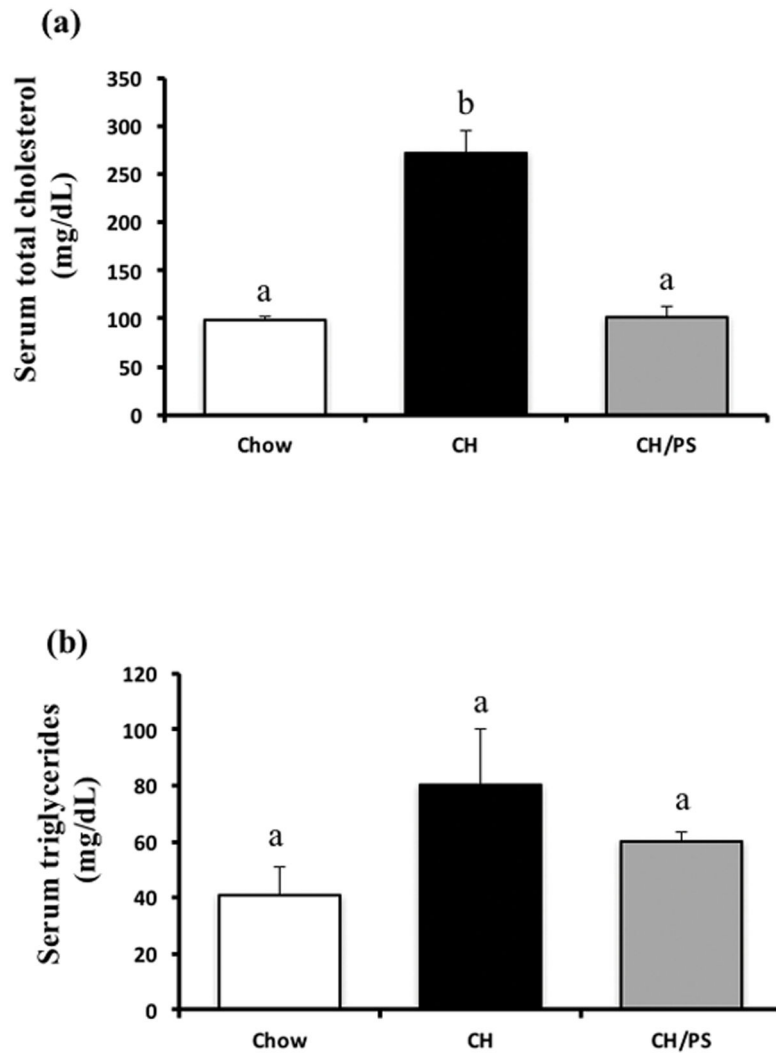 (a)
Serum total cholesterol
(mg/dL)
350
300
250
200
150
100
50
0
a
b
a
Chow
CH
CH/PS
(b)
Serum triglycerides
(mg/dL)
120
100
80
60
40
20
0
a
a
a
Chow
CH
CH/PS